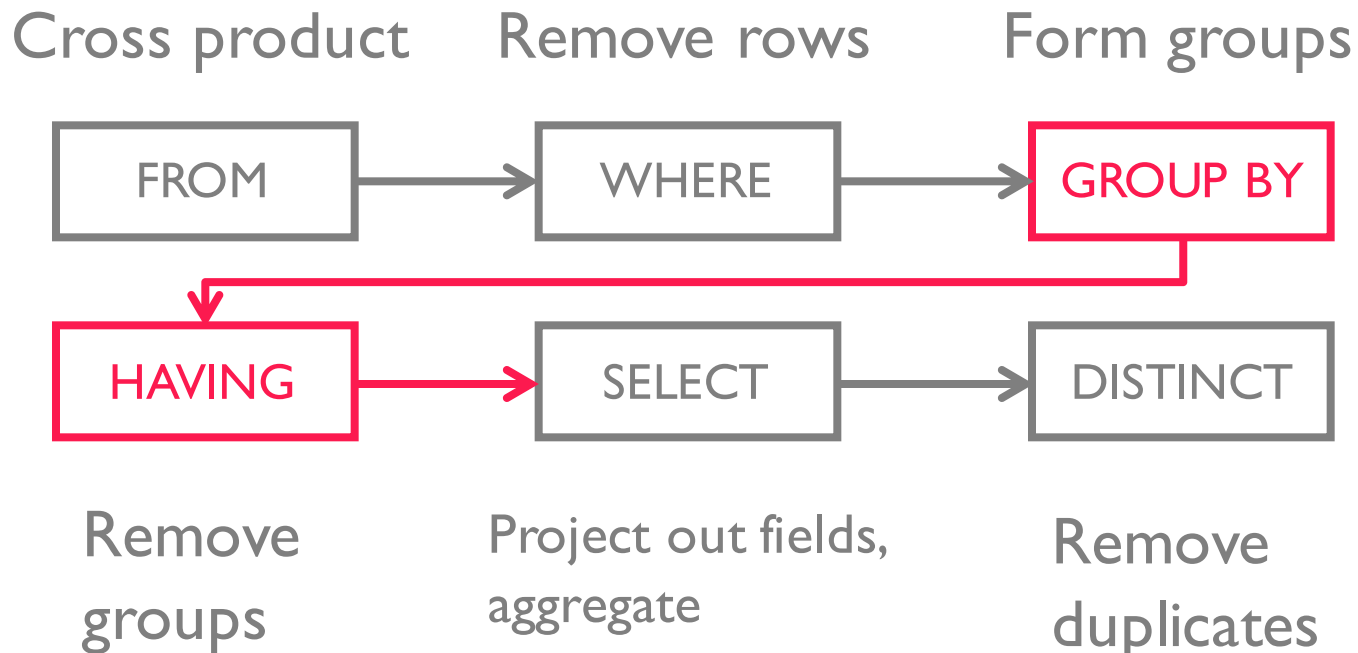 Cross product
Remove rows
Form groups
FROM
WHERE
GROUP BY
HAVING
SELECT
DISTINCT
Remove
groups
Project out fields,
aggregate
Remove
duplicates